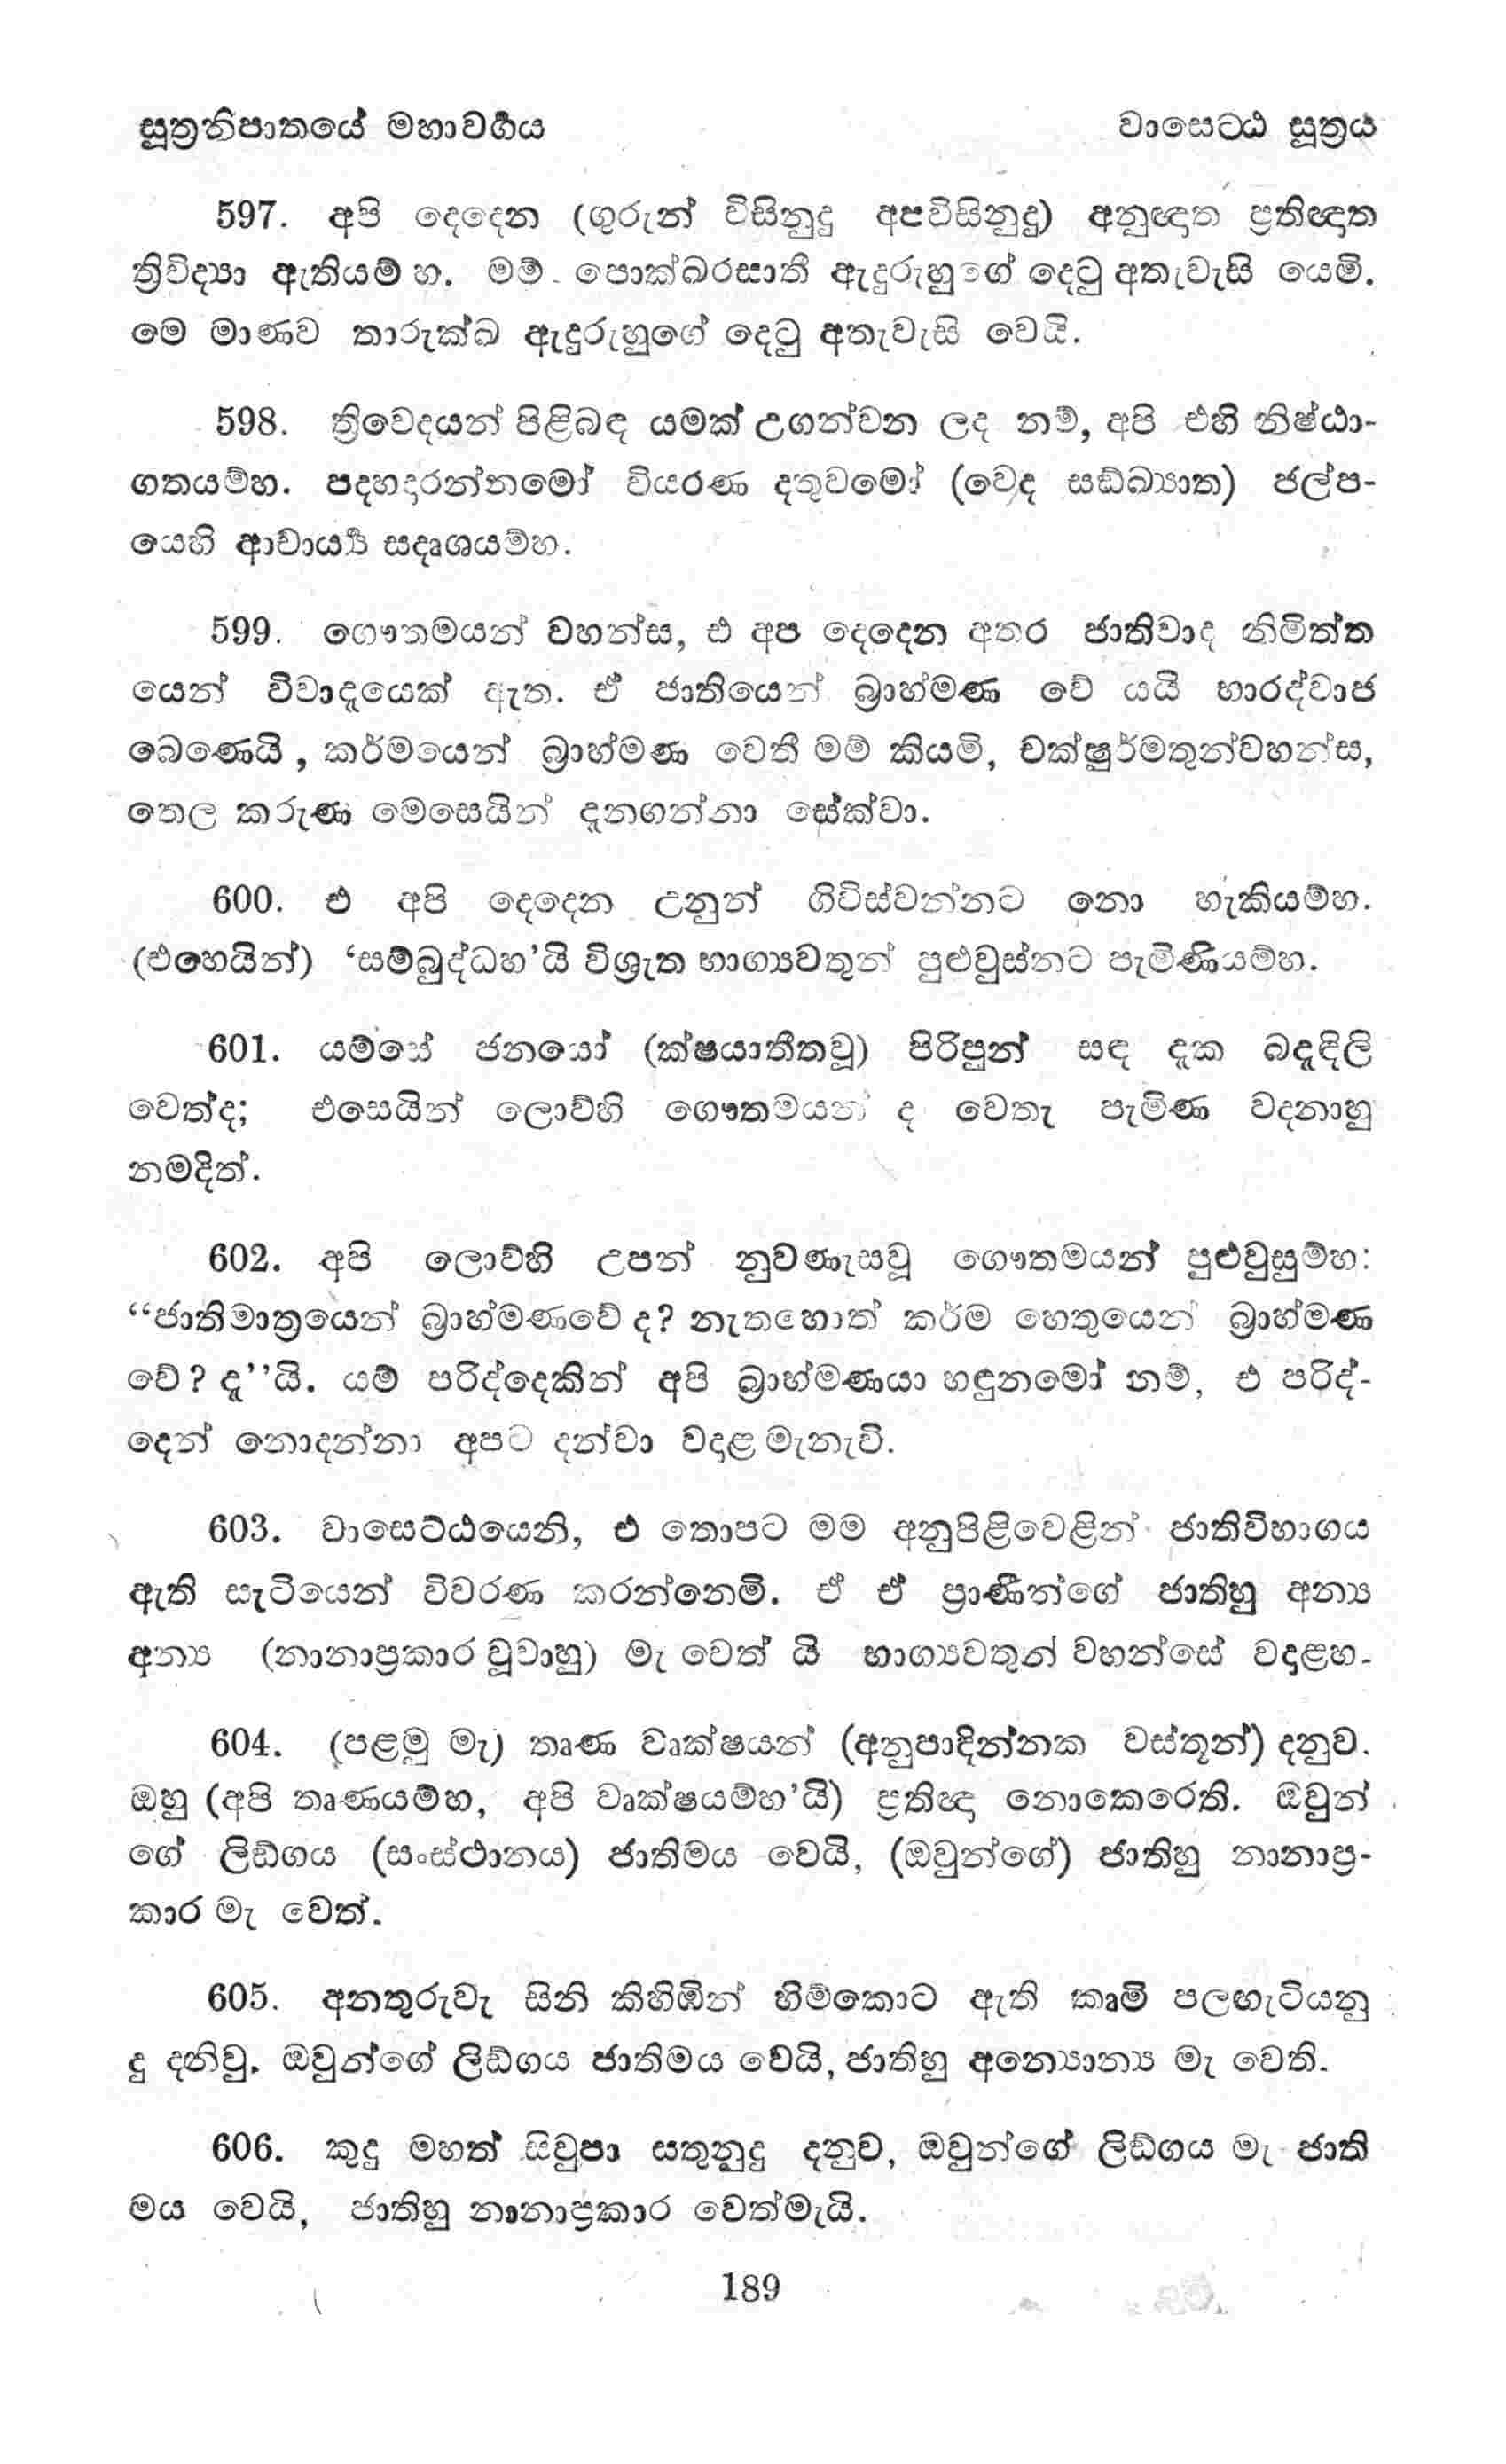 සූත්‍රනිපාතයේ මහාවර්‍ගය වාසෙට්ඨ සූත්‍රය
597. අපි දෙදෙන (ගුරුන් විසිනුදු අපවිසිනුදු) අනුඥාත ප්‍රතිඥාත
ත්‍රිවිද්‍යා ඇතියම් හ. මම් පොක්ඛරසාති ඇදුරුහුගේ දෙටු අතැවැසි යෙමි.
මෙ මාණව තාරුක්ඛ ඇදුරුහුගේ දෙටු අතැවැසි වෙයි.
598. ත්‍රිවෙදයන් පිළිබඳ යමක් උගන්වන ලද නම්, අපි එහි නිෂ්ඨා-
ගතයම්හ. පදහදාරන්නමෝ වියරණ දතුවමෝ (වෙද සඞ්ඛ්‍යාත) ජල්ප-
යෙහි ආචාර්‍ය්‍ය සදෘශයම්හ.
599. ගෞතමයන් වහන්ස, එ අප දෙදෙන අතර ජාතිවාද නිමිත්ත
යෙන් විවාදයෙක් ඇත. ඒ ජාතියෙන් බ්‍රාහ්මණ වේ යයි භාරද්වාජ
බෙණෙයි, කර්මයෙන් බ්‍රාහ්මණ වෙතී මම් කියමි, චක්ෂුර්මතුන්වහන්ස,
තෙල කරුණ මෙසෙයින් දැනගන්නා සේක්වා.
600. එ අපි දෙදෙන උනුන් ගිවිස්වන්නට නො හැකියම්හ.
(එහෙයින්) ‘සම්බුද්ධහ’යි විශ්‍රැත භාග්‍යවතුන් පුළුවුස්නට පැමිණියම්හ.
601. යම්සේ ජනයෝ (ක්ෂයාතීතවූ) පිරිපුන් සඳ දැක බදැඳිලි
වෙත්ද; එසෙයින් ලොව්හි ගෞතමයන් ද වෙතැ පැමිණ වදනාහු
නමදිත්.
602. අපි ලොව්හි උපන් නුවණැසවූ ගෞතමයන් පුළුවුසුම්හ:
“ජාතිමාත්‍රයෙන් බ්‍රාහ්මණවේ ද? නැතහොත් කර්ම හෙතුයෙන් බ්‍රාහ්මණ
වේ? දැ’’යි. යම් පරිද්දෙකින් අපි බ්‍රාහ්මණයා හඳුනමෝ නම්, එ පරිද්-
දෙන් නොදන්නා අපට දන්වා වදාළ මැනැවි.
603. වාසෙට්ඨයෙනි, එ තොපට මම අනුපිළිවෙළින් ජාතිවිභාගය
ඇති සැටියෙන් විවරණ කරන්නෙමි. ඒ ඒ ප්‍රාණීන්ගේ ජාතිහු අන්‍ය
අන්‍ය (නානාප්‍රකාර වූවාහු) මැ වෙත් යි භාග්‍යවතුන් වහන්සේ වදාළහ.
604. (පළමු මැ) තෘණ වෘක්ෂයන් (අනුපාදින්නක වස්තූන්) දනුව.
ඔහු (අපි තෘණයම්හ, අපි වෘක්ෂයම්හ’යි) ප්‍රතිඥා නොකෙරෙති. ඔවුන්
ගේ ලිඞ්ගය (සංස්ථානය) ජාතිමය වෙයි, (ඔවුන්ගේ) ජාතිහු නානාප්‍ර-
කාර මැ වෙත්.
605. අනතුරුවැ සිනි කිහිඹින් හිම්කොට ඇති කෘමි පලඟැටියනු
දු දනිවු. ඔවුන්ගේ ලිඞ්ගය ජාතිමය වෙයි, ජාතිහු අන්‍යොන්‍ය මැ වෙති.
606. කුදු මහත් සිවුපා සතුනුදු දනුව, ඔවුන්ගේ ලිඞ්ගය මැ ජාති
මය වෙයි, ජාතිහු නානාප්‍රකාර වෙත්මැයි.
189